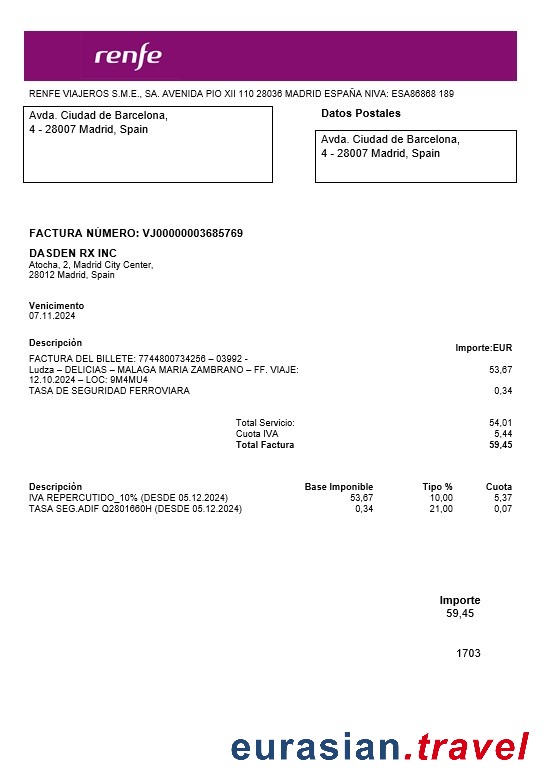 renfe
RENFE VIAJEROS S.M.E., SA. AVENIDA PIO XII 110 28036 MADRID ESPAÑA NIVA: ESA86868 189
Avda. Ciudad de Barcelona,
4 - 28007 Madrid, Spain
Datos Postales
Avda. Ciudad de Barcelona,
4 - 28007 Madrid, Spain
FACTURA NÚMERO: VJ00000003685769
DASDEN RX INC
Atocha, 2, Madrid City Center,
28012 Madrid, Spain
Venicimento
07.11.2024
Descripción Importe:EUR
FACTURA DEL BILLETE: 7744800734256 – 03992 -
Ludza – DELICIAS – MALAGA MARIA ZAMBRANO – FF. VIAJE: 53,67
12.10.2024 – LOC: 9M4MU4
TASA DE SEGURIDAD FERROVIARA 0,34
Total Servicio: 54,01
Cuota IVA 5,44
Total Factura 59,45
Descripción Base Imponible Tipo % Cuota
IVA REPERCUTIDO_10% (DESDE 05.12.2024) 53,67 10,00 5,37
TASA SEG.ADIF Q2801660H (DESDE 05.12.2024) 0,34 21,00 0,07
Importe
59,45
1703
eurasian.travel